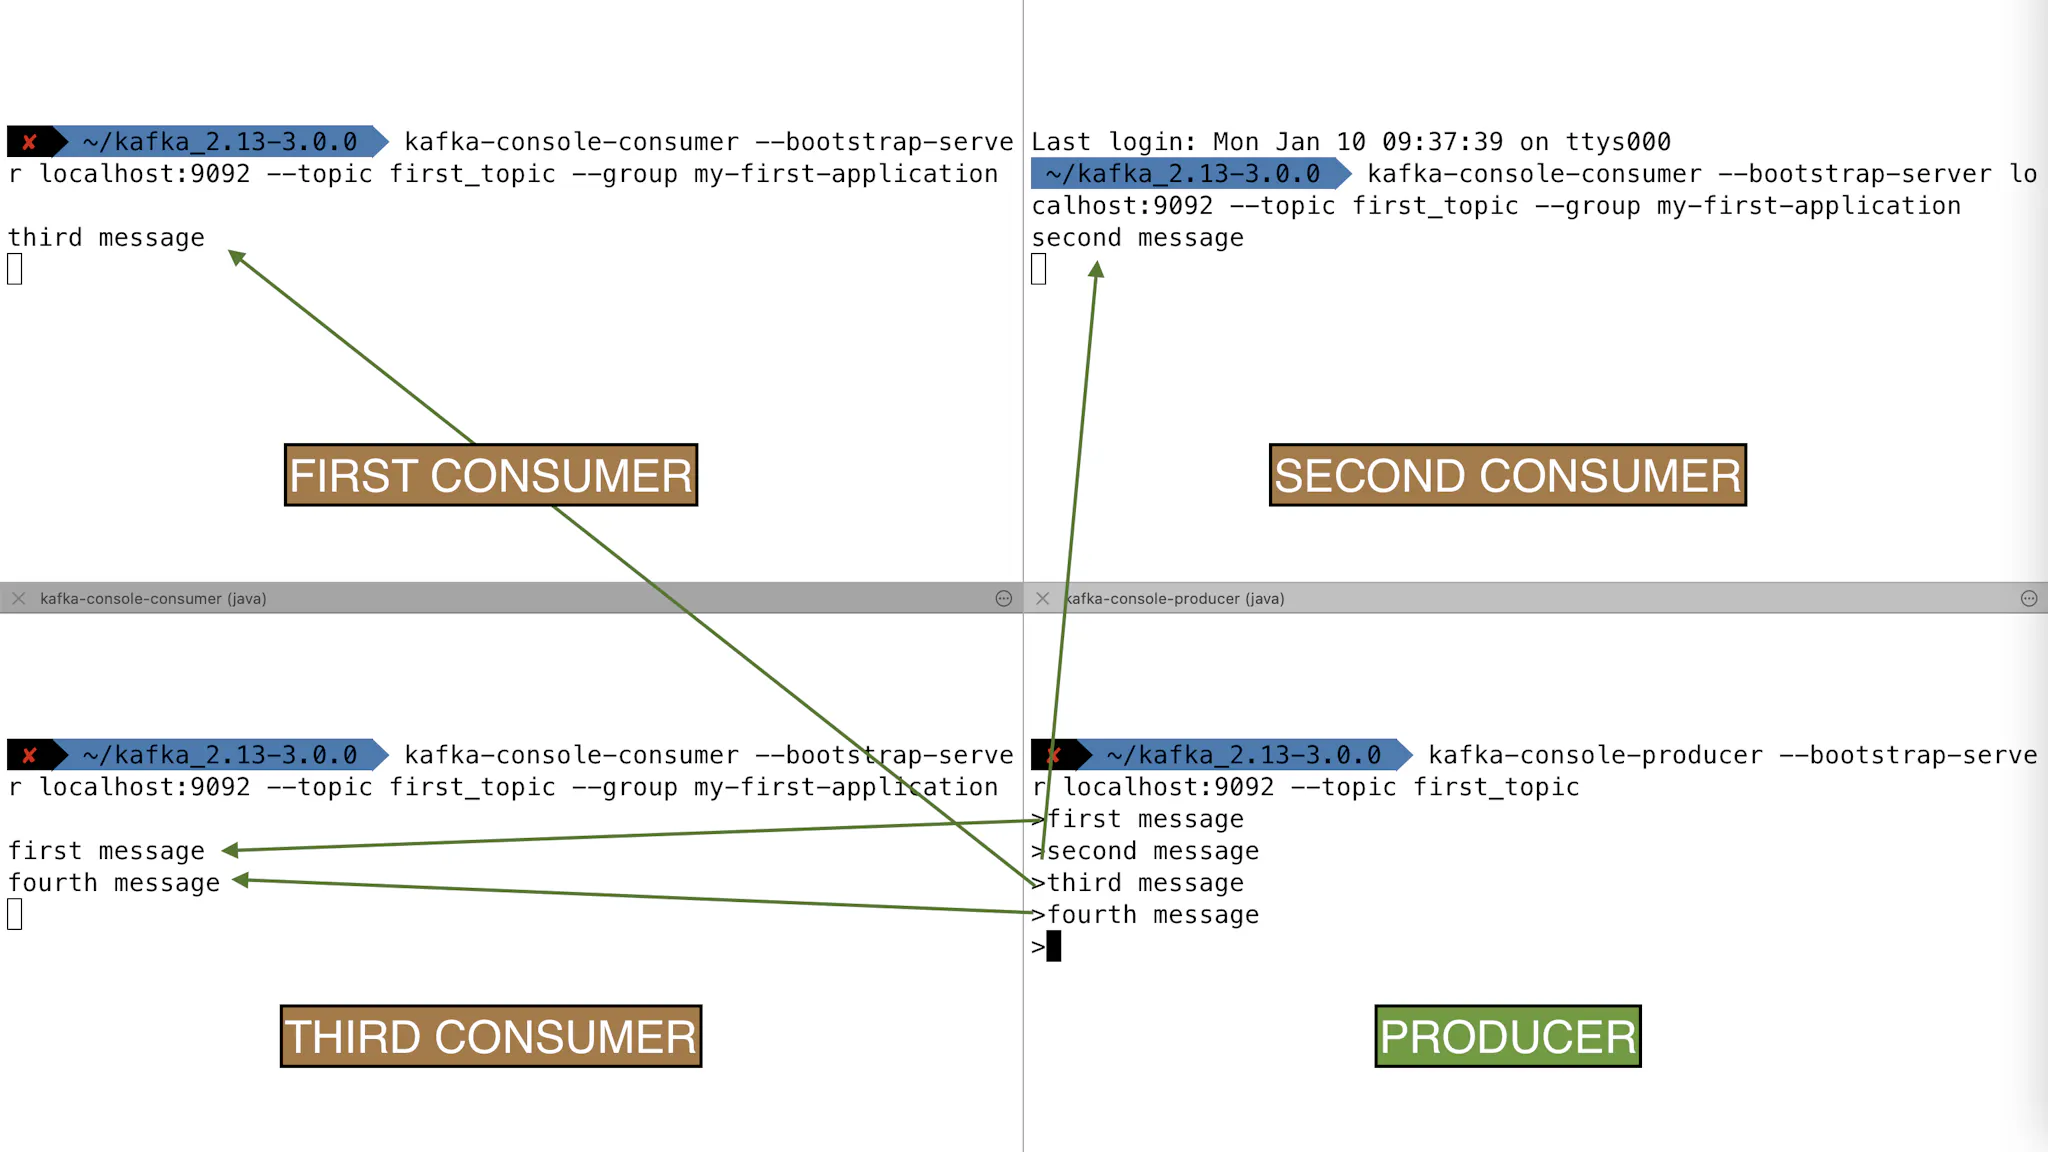 ✘ ~/kafka_2.13-3.0.0 kafka-console-consumer --bootstrap-serve
r localhost:9092 --topic first_topic --group my-first-application
third message
FIRST CONSUMER
Last login: Mon Jan 10 09:37:39 on ttys000
~/kafka_2.13-3.0.0 kafka-console-consumer --bootstrap-server lo
calhost:9092 --topic first_topic --group my-first-application
second message
SECOND CONSUMER
kafka-console-consumer (java)
✘ ~/kafka_2.13-3.0.0 kafka-console-consumer --bootstrap-serve
r localhost:9092 --topic first_topic --group my-first-application
first message
fourth message
THIRD CONSUMER
kafka-console-producer (java)
✘ ~/kafka_2.13-3.0.0 kafka-console-producer --bootstrap-serve
r localhost:9092 --topic first_topic
>first message
>second message
>third message
>fourth message
>
PRODUCER